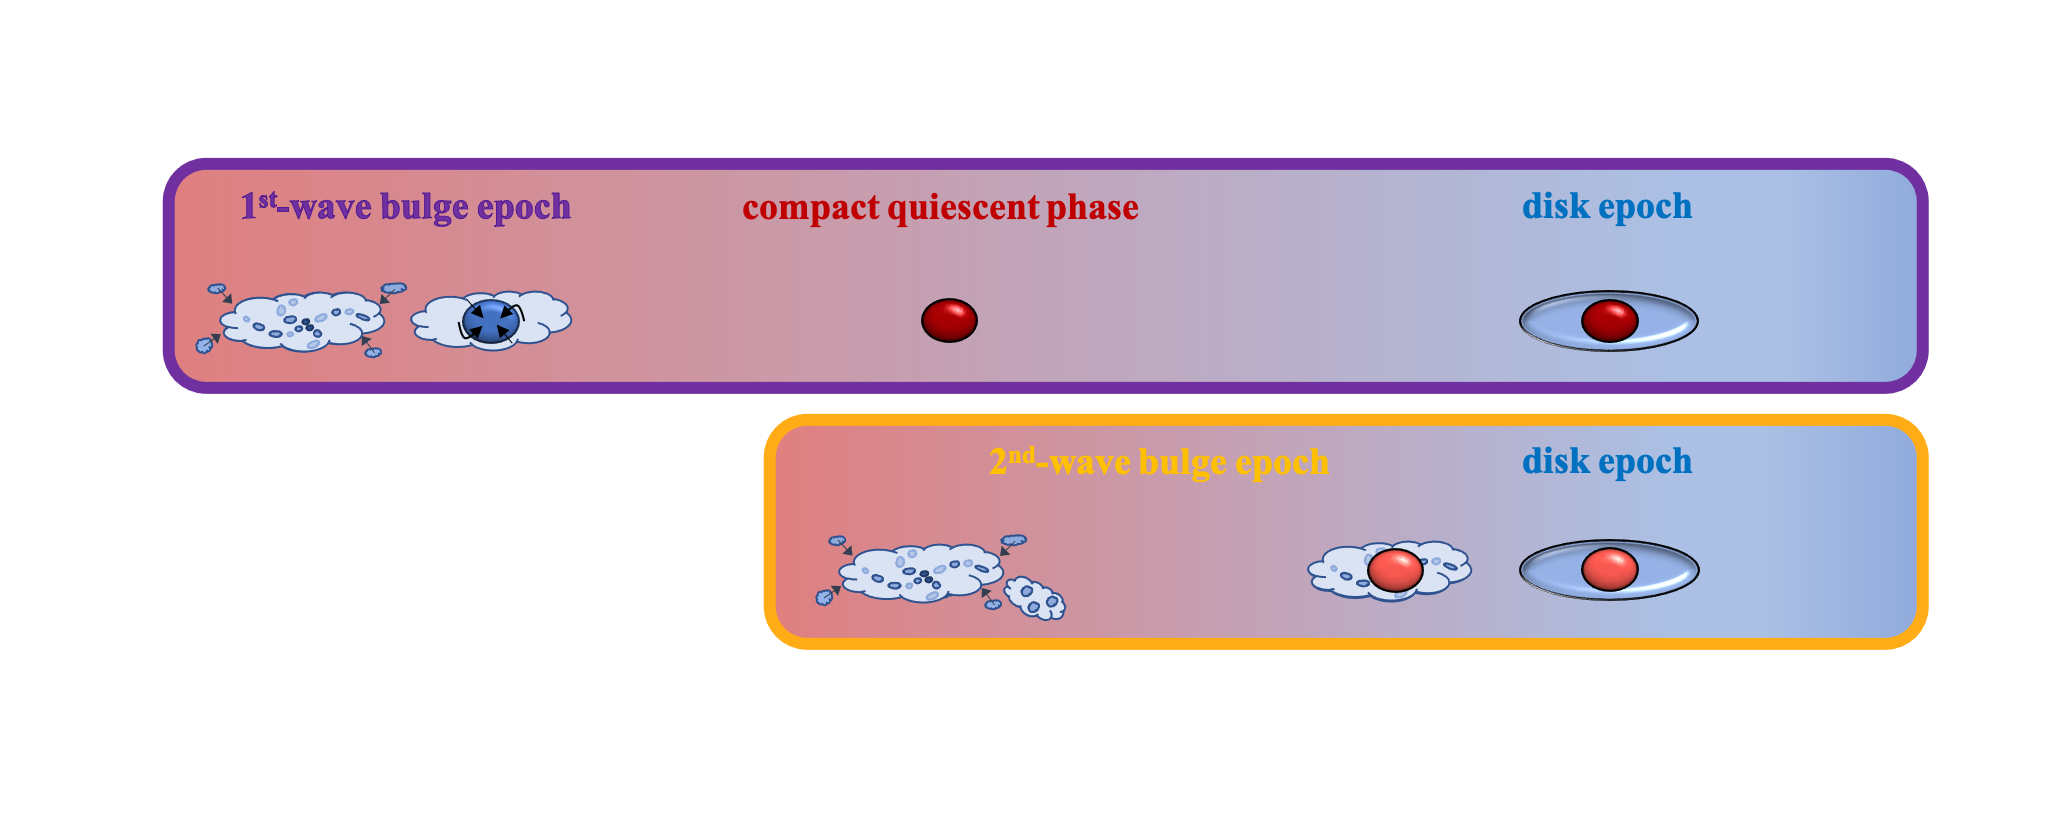 1st-wave bulge epoch
compact quiescent phase
disk epoch
2nd-wave bulge epoch
disk epoch